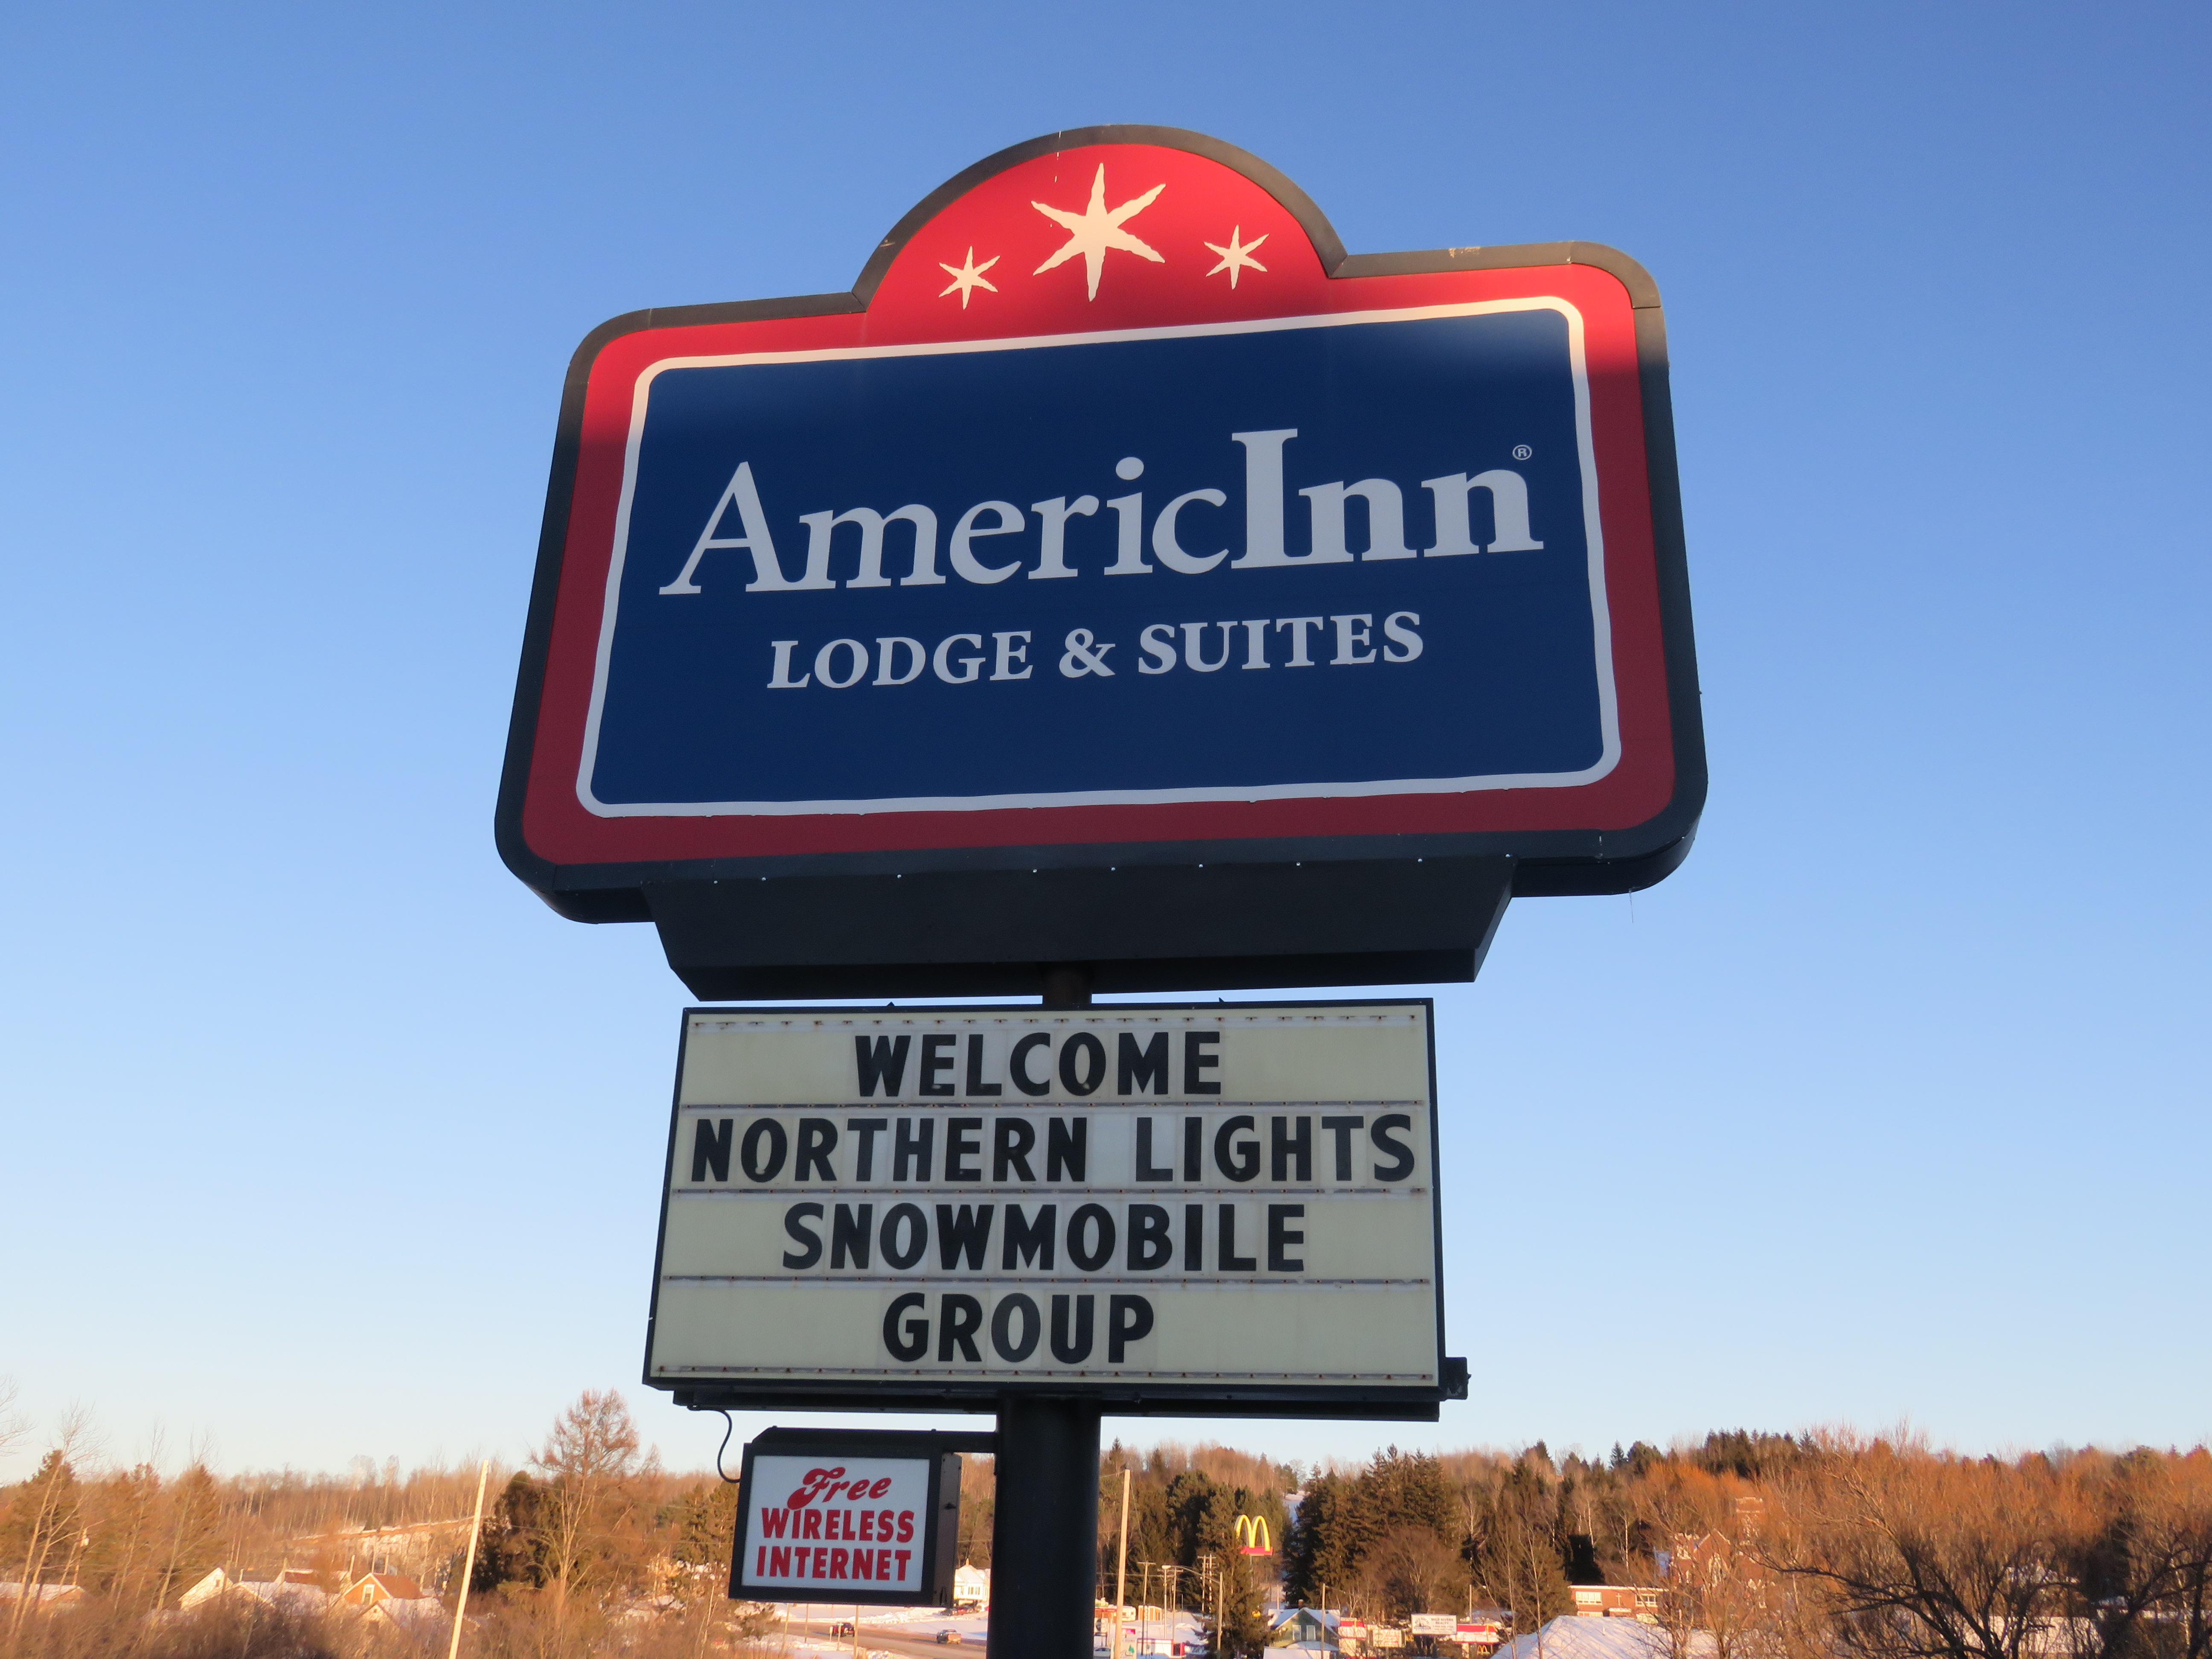 AmericInn®
LODGE & SUITES
WELCOME
NORTHERN LIGHTS
SNOWMOBILE
GROUP
Free
WIRELESS
INTERNET